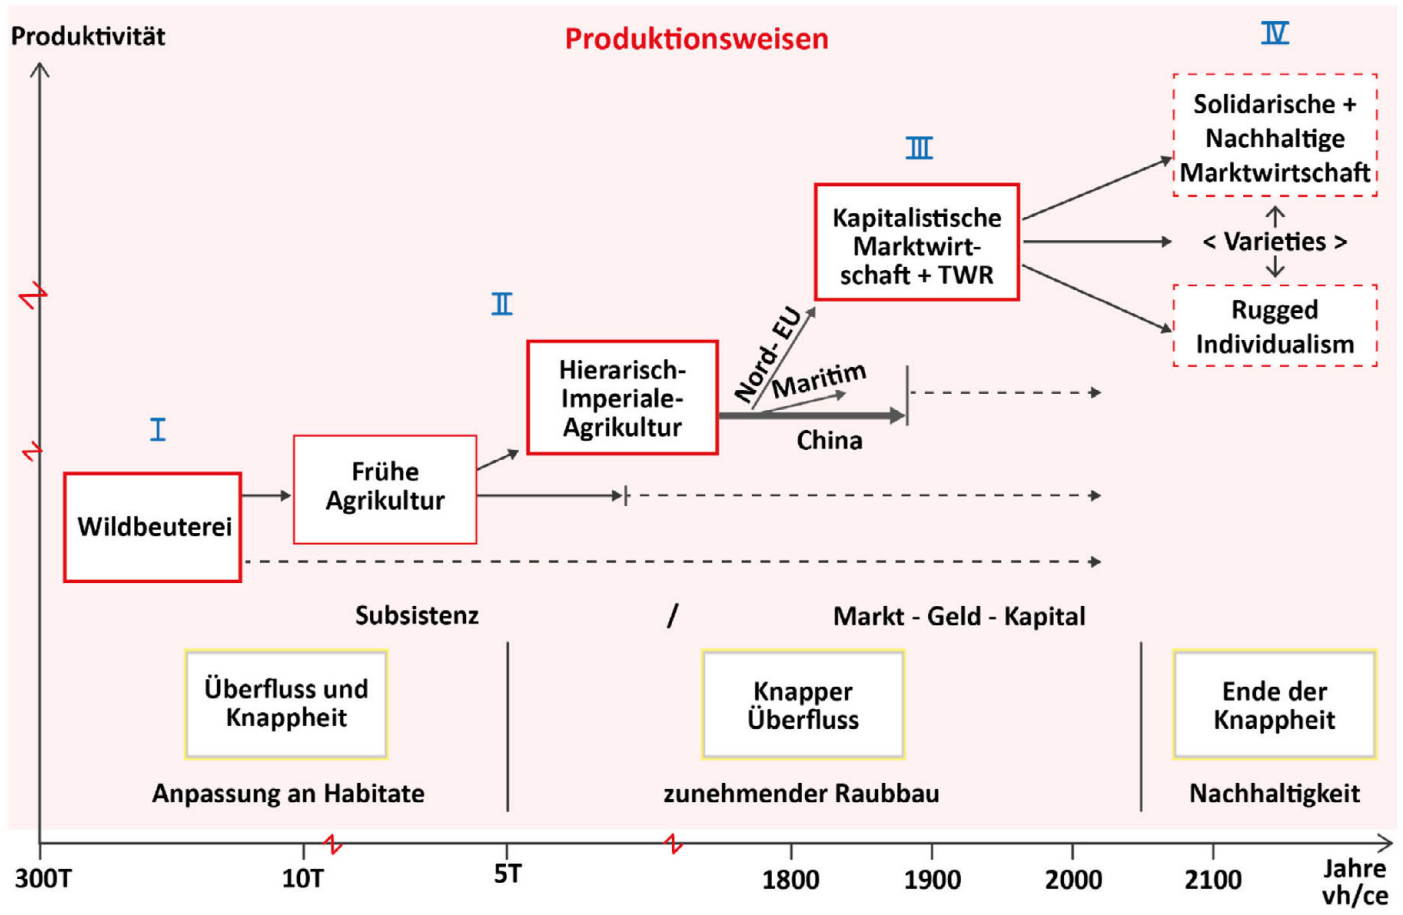 Produktivität
Produktionsweisen
IV
Solidarische +
Nachhaltige
Marktwirtschaft
III
Kapitalistische
Marktwirt-
schaft + TWR
< Varieties >
Rugged
Individualism
II
Hierarisch-
Imperiale-
Agrikultur
Nord- EU
Maritim
China
I
Wildbeuterei
Frühe
Agrikultur
Subsistenz / Markt - Geld - Kapital
Überfluss und
Knappheit
Knapper
Überfluss
Ende der
Knappheit
Anpassung an Habitate
zunehmender Raubbau
Nachhaltigkeit
300T 10T 5T 1800 1900 2000 2100 Jahre
vh/ce